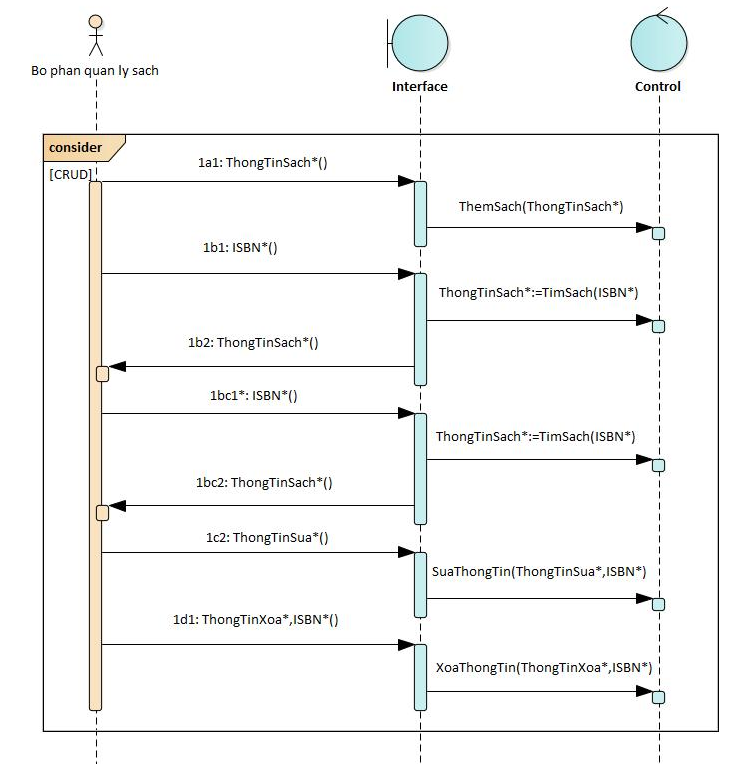 Bo phan quan ly sach
Interface
Control
consider
[CRUD]
1a1: ThongTinSach*()
ThemSach(ThongTinSach*)
1b1: ISBN*()
ThongTinSach*:=TimSach(ISBN*)
1b2: ThongTinSach*()
1bc1*: ISBN*()
ThongTinSach*:=TimSach(ISBN*)
1bc2: ThongTinSach*()
1c2: ThongTinSua*()
SuaThongTin(ThongTinSua*,ISBN*)
1d1: ThongTinXoa*,ISBN*()
XoaThongTin(ThongTinXoa*,ISBN*)